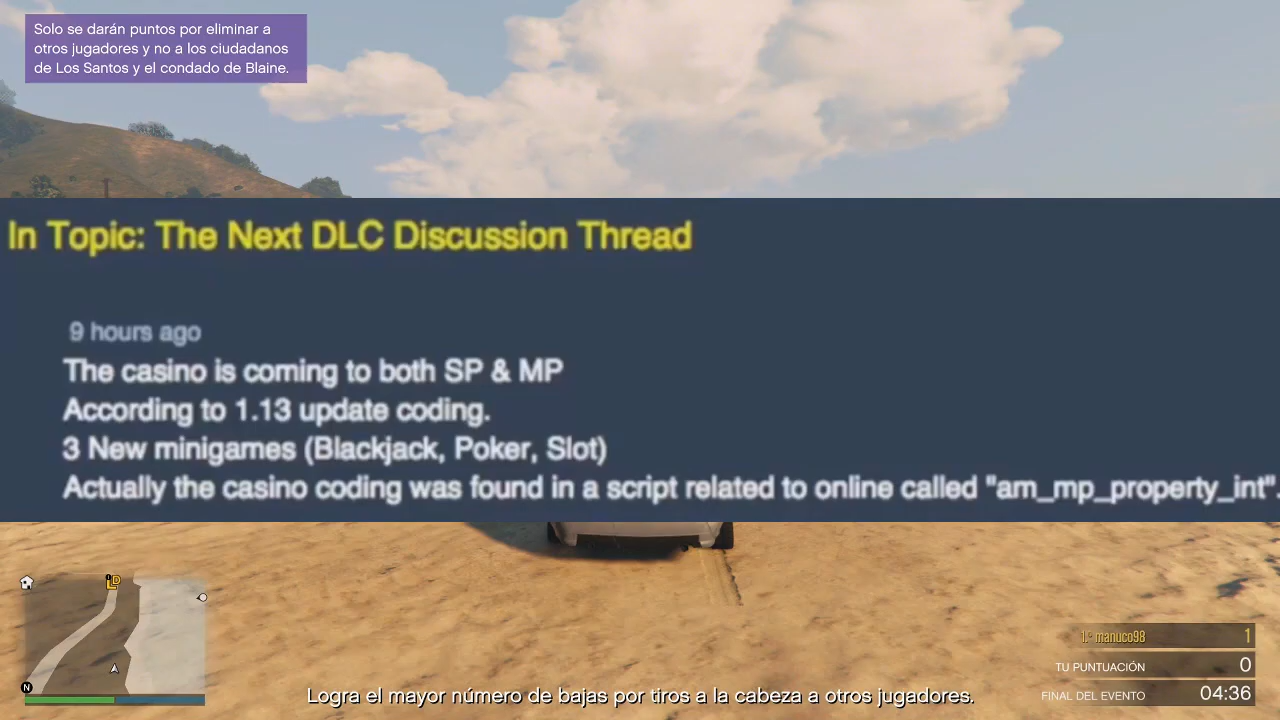 Solo se darán puntos por eliminar a
otros jugadores y no a los ciudadanos
de Los Santos y el condado de Blaine.
In Topic: The Next DLC Discussion Thread
9 hours ago
The casino is coming to both SP & MP
According to 1.13 update coding.
3 New minigames (Blackjack, Poker, Slot)
Actually the casino coding was found in a script related to online called "am_mp_property_int".
N
1.º manuco98 1
TU PUNTUACIÓN 0
FINAL DEL EVENTO 04:36
Logra el mayor número de bajas por tiros a la cabeza a otros jugadores.